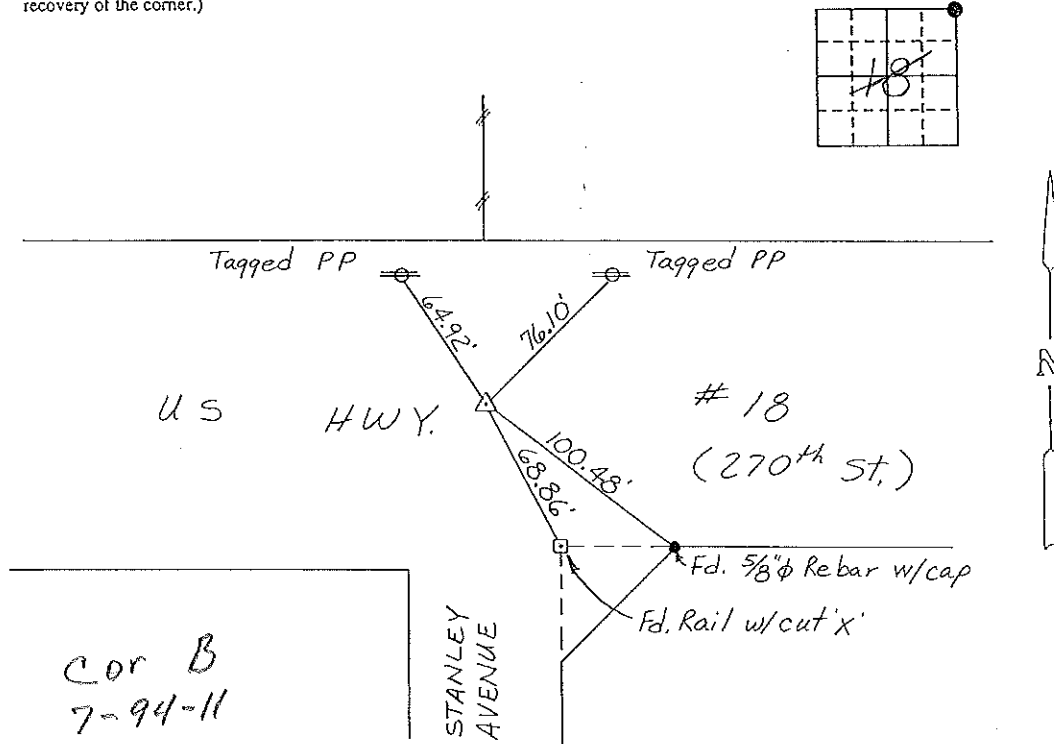 recovery of the corner.)
18
Tagged PP
Tagged PP
64.92'
76.10'
US HWY. # 18
(270th St.)
100.48'
68.86'
N
Fd. 5/8"φ Rebar w/cap
Fd. Rail w/cut 'x'
STANLEY
AVENUE
Cor B
7-94-11